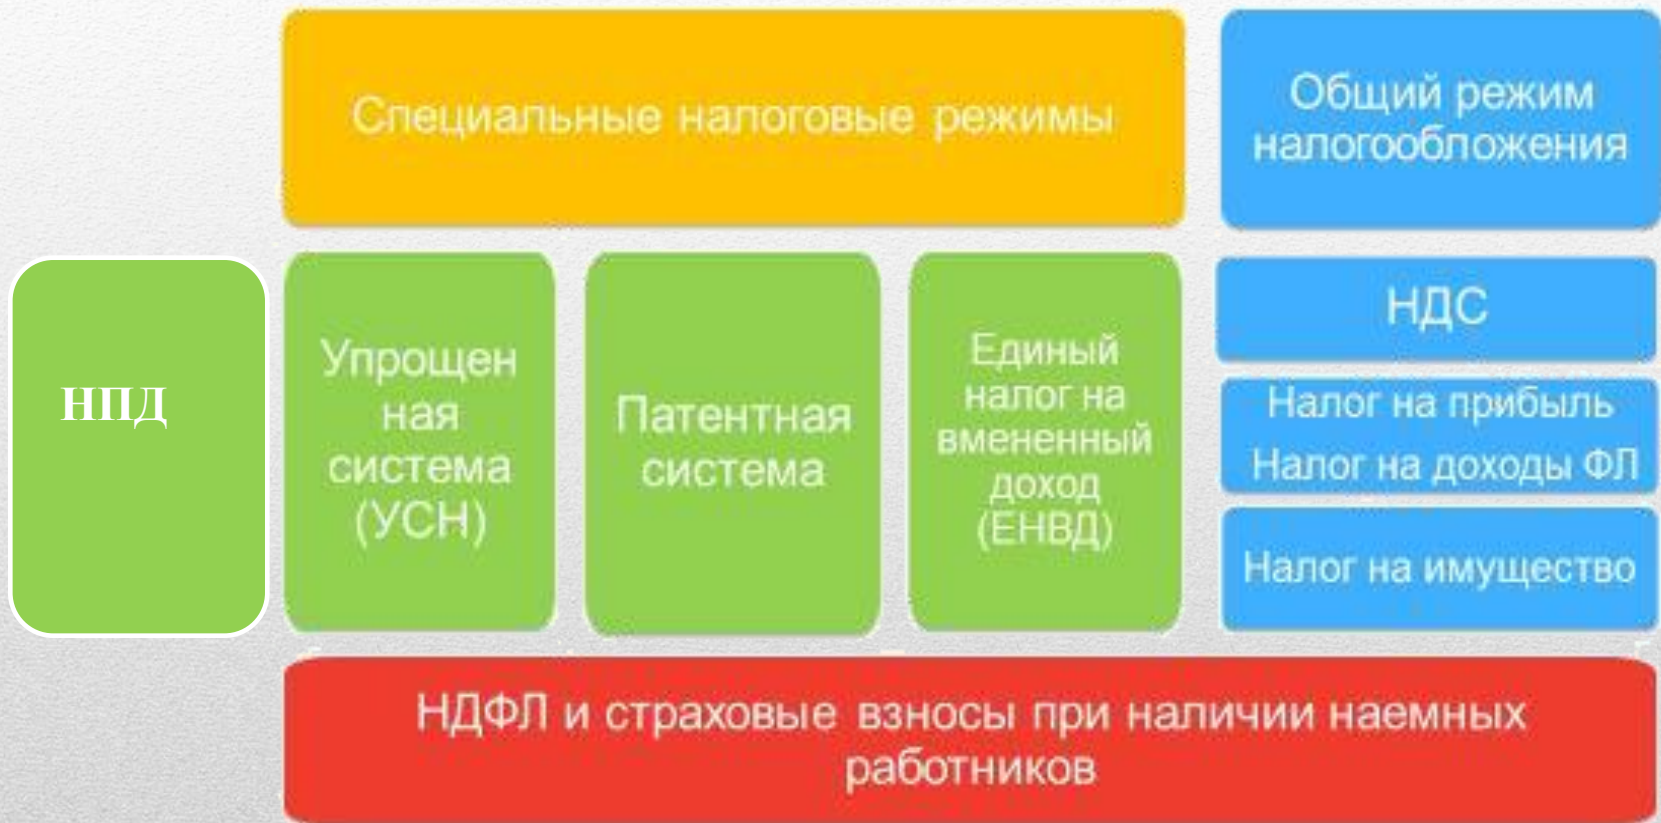 Специальные налоговые режимы
Общий режим
налогообложения
НПД
Упрощен
ная
система
(УСН)
Патентная
система
Единый
налог на
вмененный
доход
(ЕНВД)
НДС
Налог на прибыль
Налог на доходы ФЛ
Налог на имущество
НДФЛ и страховые взносы при наличии наемных
работников